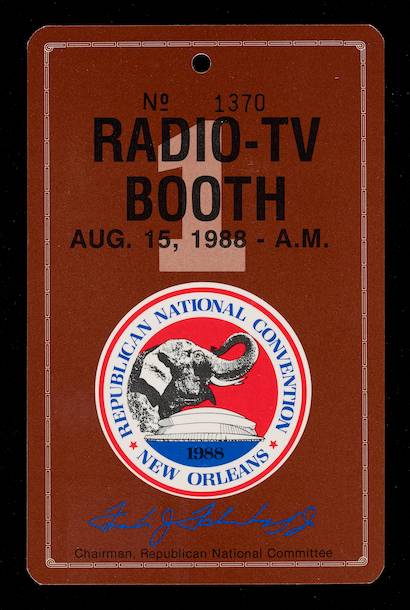 Nº 1370
1
RADIO-TV
BOOTH
AUG. 15, 1988 - A.M.
★ REPUBLICAN NATIONAL CONVENTION ★
1988
NEW ORLEANS
Chairman, Republican National Committee